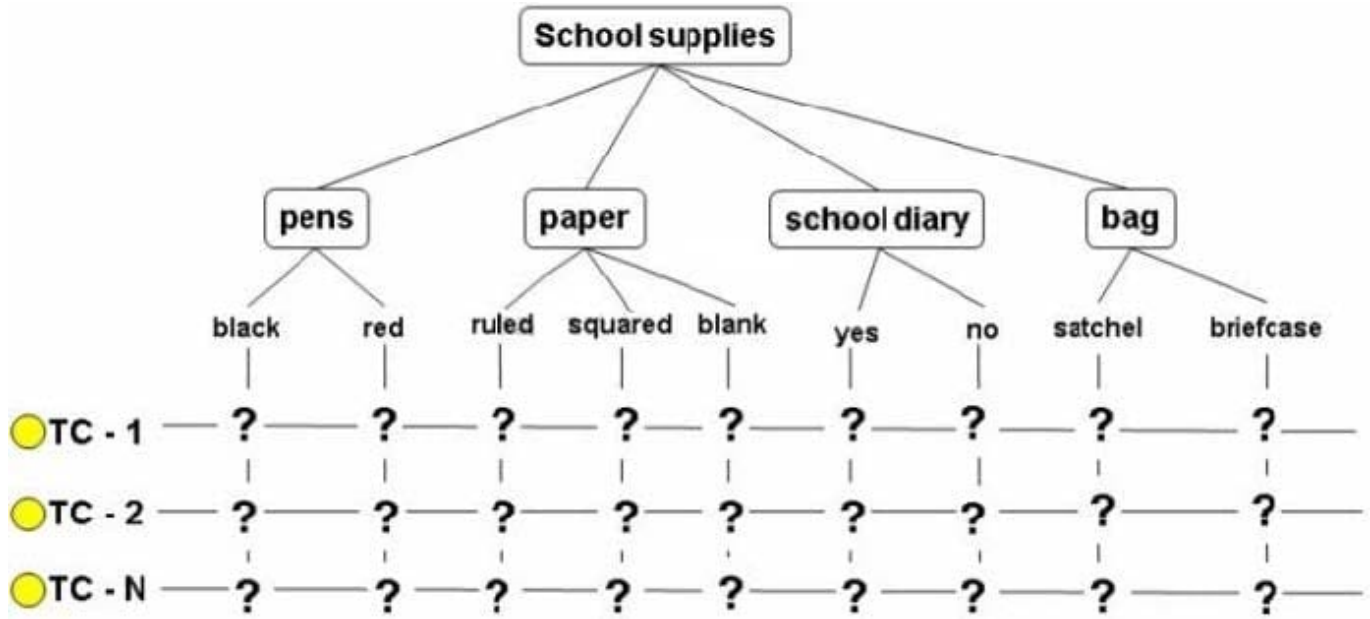 School supplies
pens paper school diary bag
black red ruled squared blank yes no satchel briefcase
TC - 1 ? ? ? ? ? ? ? ? ?
TC - 2 ? ? ? ? ? ? ? ? ?
TC - N ? ? ? ? ? ? ? ? ?